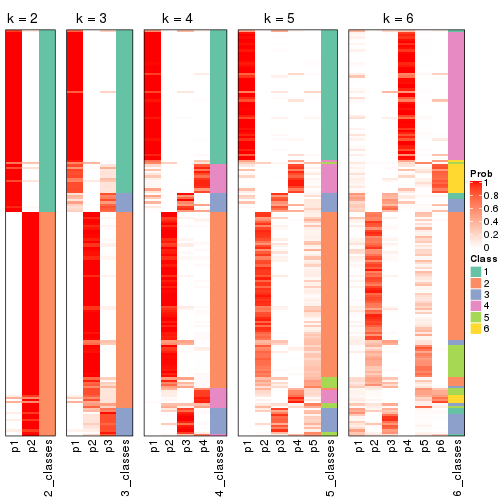 k = 2
k = 3
k = 4
k = 5
k = 6
Prob
1
0.8
0.6
0.4
0.2
0
Class
1
2
3
4
5
6
p1
p2
2_classes
p1
p2
p3
3_classes
p1
p2
p3
p4
4_classes
p1
p2
p3
p4
p5
5_classes
p1
p2
p3
p4
p5
p6
6_classes